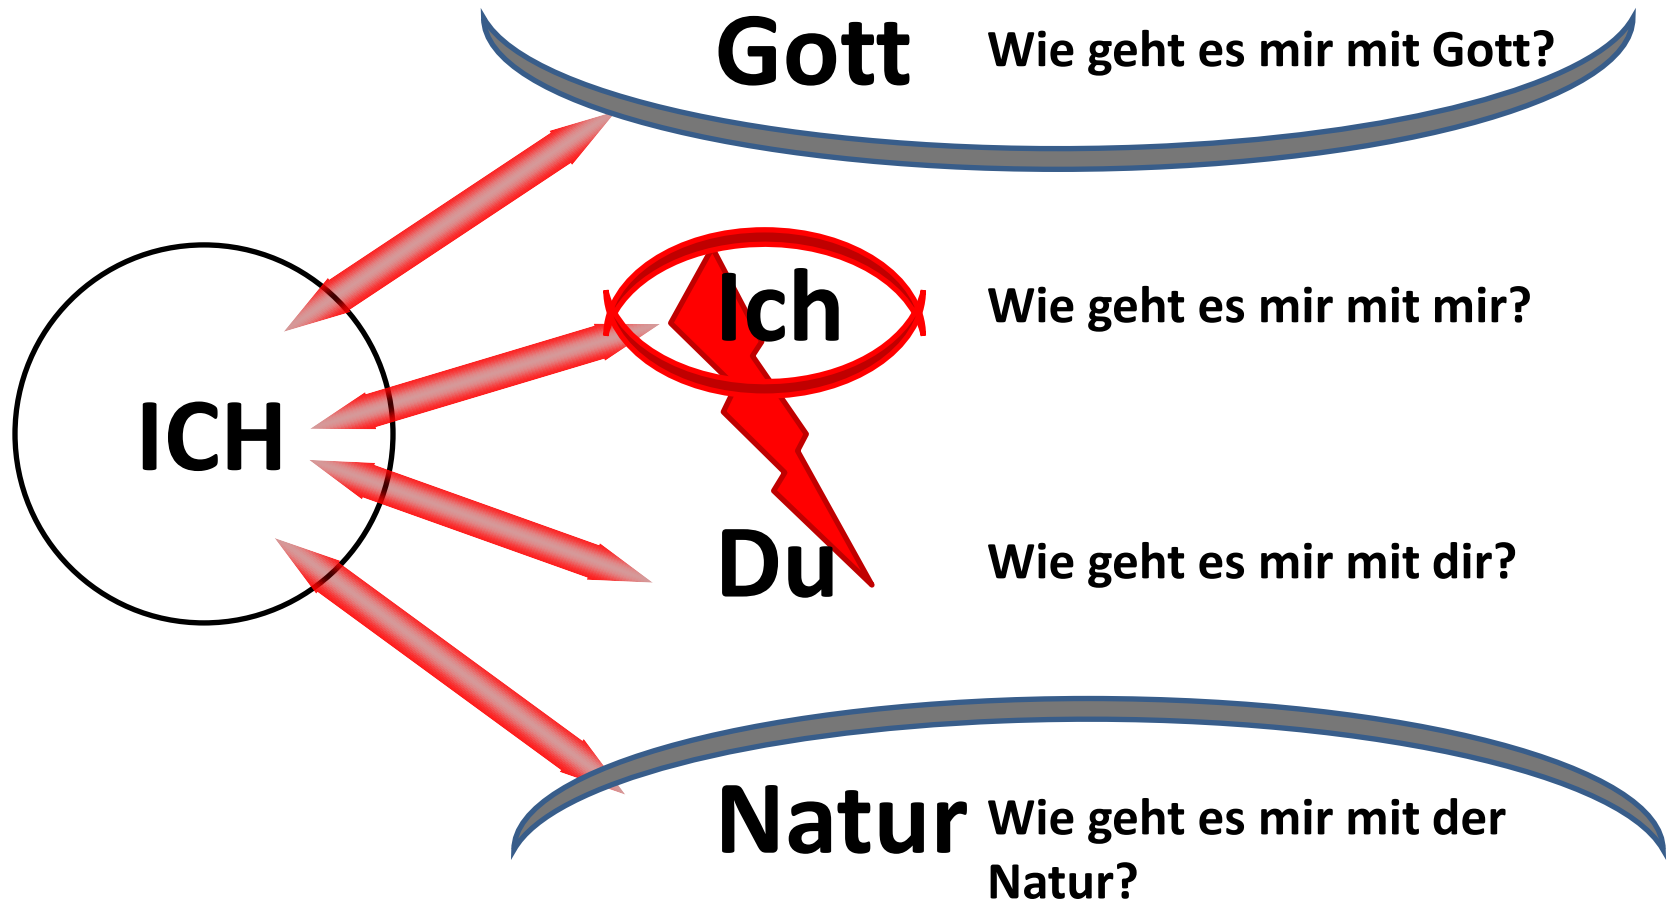 Gott Wie geht es mir mit Gott?
Ich Wie geht es mir mit mir?
ICH
Du Wie geht es mir mit dir?
Natur Wie geht es mir mit der
Natur?